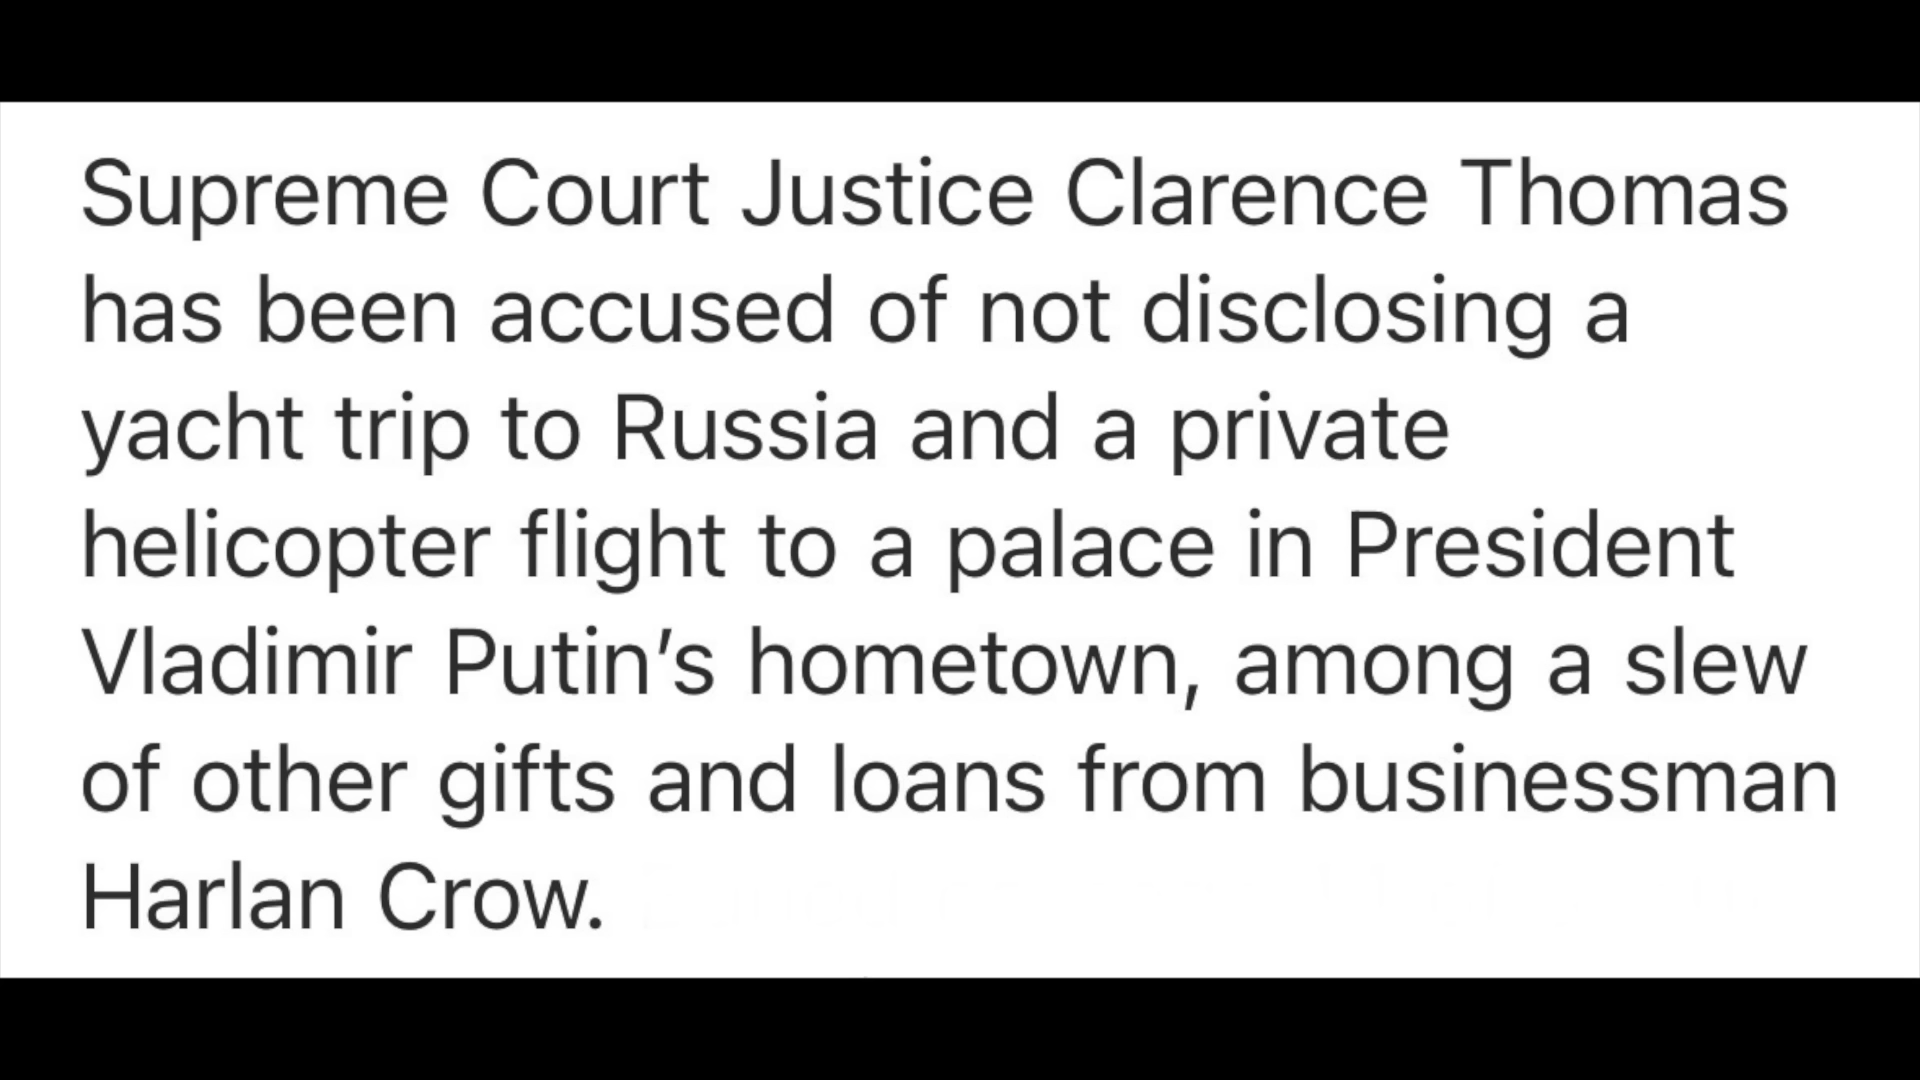 Supreme Court Justice Clarence Thomas
has been accused of not disclosing a
yacht trip to Russia and a private
helicopter flight to a palace in President
Vladimir Putin’s hometown, among a slew
of other gifts and loans from businessman
Harlan Crow.